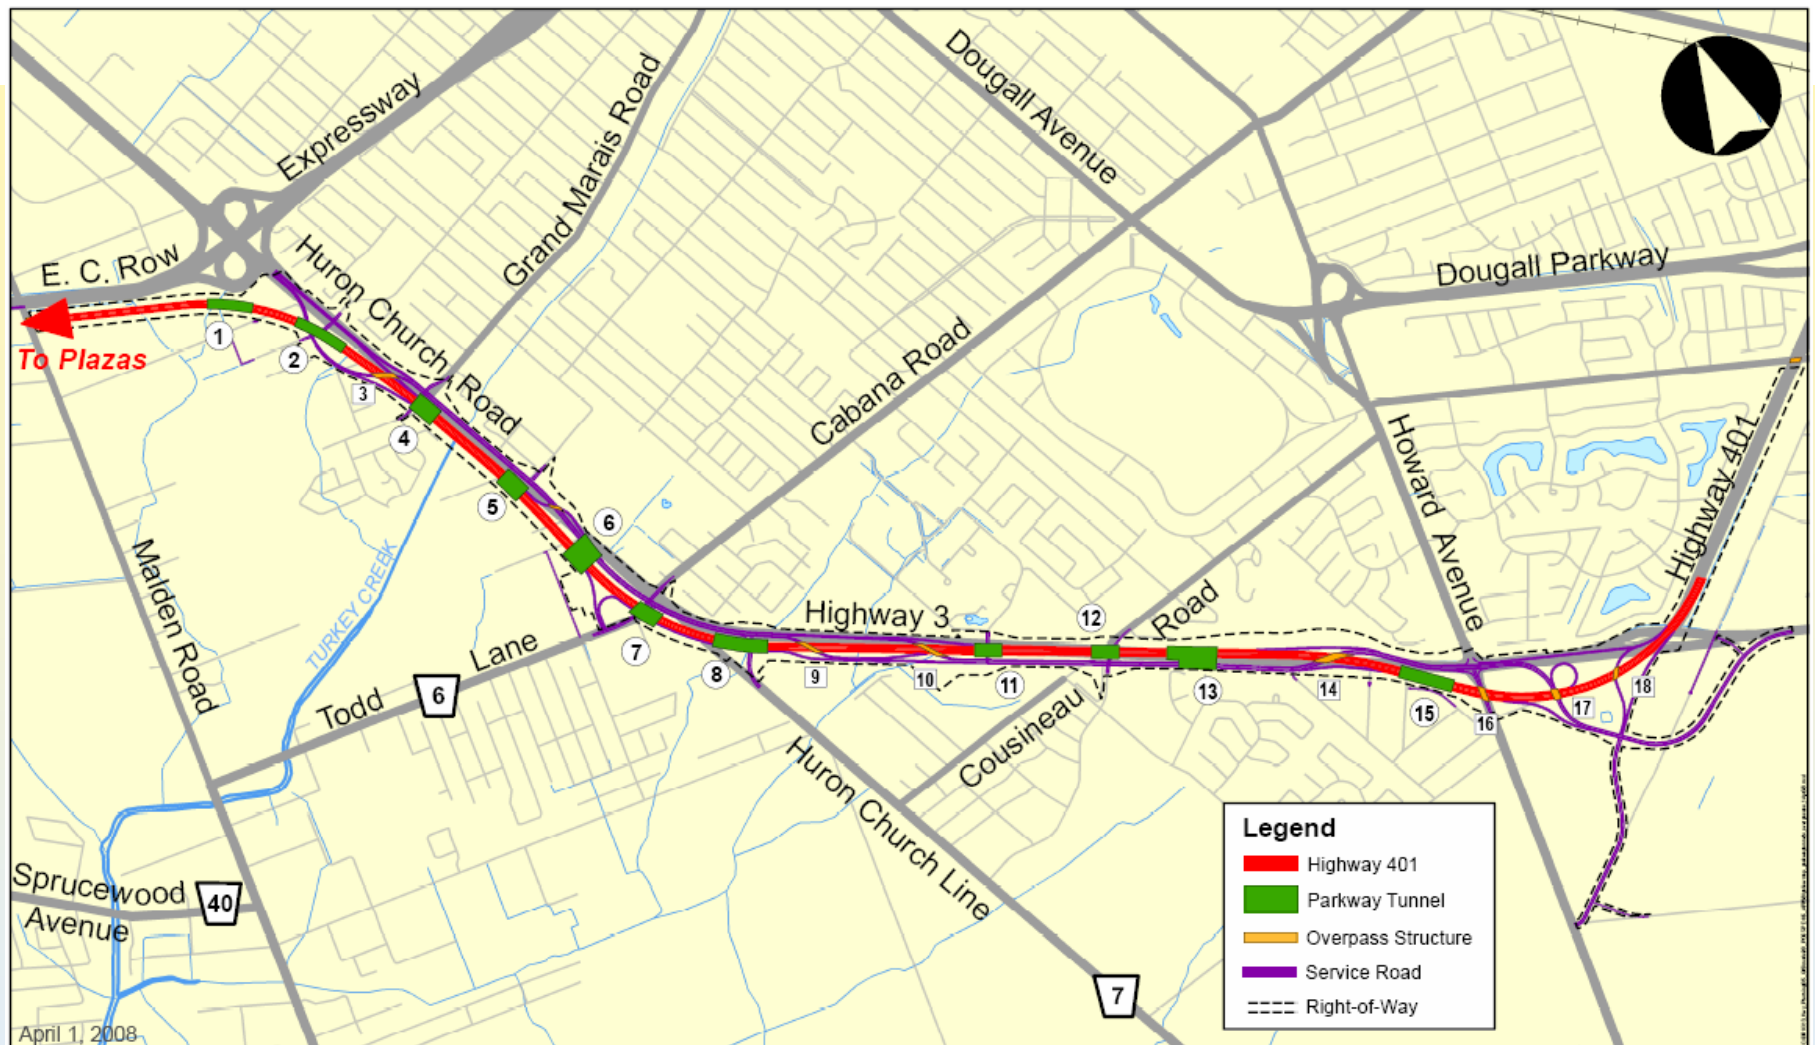 Expressway
E. C. Row
Grand Marais Road
Huron Church Road
Dougall Avenue
Dougall Parkway
Cabana Road
Howard Avenue
Highway 401
To Plazas
1
2
3
4
5
6
7
8
9
10
11
12
13
14
15
16
17
18
Highway 3
Malden Road
TURKEY CREEK
Todd
Lane
6
Cousineau
Road
Huron Church Line
7
Sprucewood
Avenue
40
Legend
Highway 401
Parkway Tunnel
Overpass Structure
Service Road
Right-of-Way
April 1, 2008